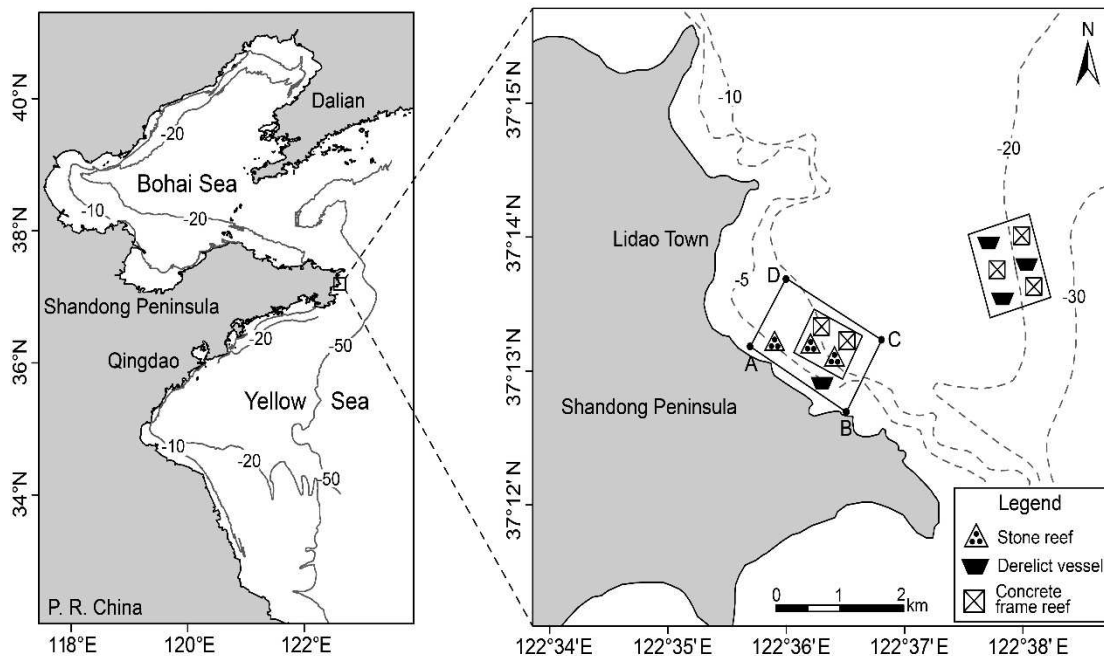 40°N
38°N
36°N
34°N
118°E
120°E
122°E
Dalian
-20
Bohai Sea
-10
-20
Shandong Peninsula
-20
-50
Qingdao
Yellow Sea
-10
-20
-50
P. R. China
N
37°15'N
37°14'N
37°13'N
37°12'N
-10
-20
Lidao Town
D
-5
-30
C
A
Shandong Peninsula
B
Legend
Stone reef
Derelict vessel
Concrete
frame reef
0 1 2
km
122°34'E
122°35'E
122°36'E
122°37'E
122°38'E